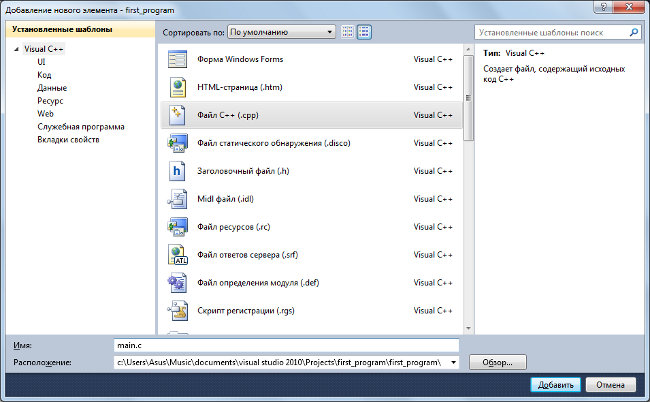 Добавление нового элемента - first_program
Установленные шаблоны
Сортировать по: По умолчанию
Установленные шаблоны: поиск
Visual C++
UI
Код
Данные
Ресурс
Web
Служебная программа
Вкладки свойств
Форма Windows Forms Visual C++
HTML-страница (.htm) Visual C++
Файл C++ (.cpp) Visual C++
Файл статического обнаружения (.disco) Visual C++
Заголовочный файл (.h) Visual C++
Midl файл (.idl) Visual C++
Файл ресурсов (.rc) Visual C++
Файл ответов сервера (.srf) Visual C++
ATL
Файл определения модуля (.def) Visual C++
Скрипт регистрации (.rgs) Visual C++
Тип: Visual C++
Создает файл, содержащий исходных
код C++
Имя: main.c
Расположение: c:\Users\Asus\Music\documents\visual studio 2010\Projects\first_program\first_program\
Обзор...
Добавить
Отмена